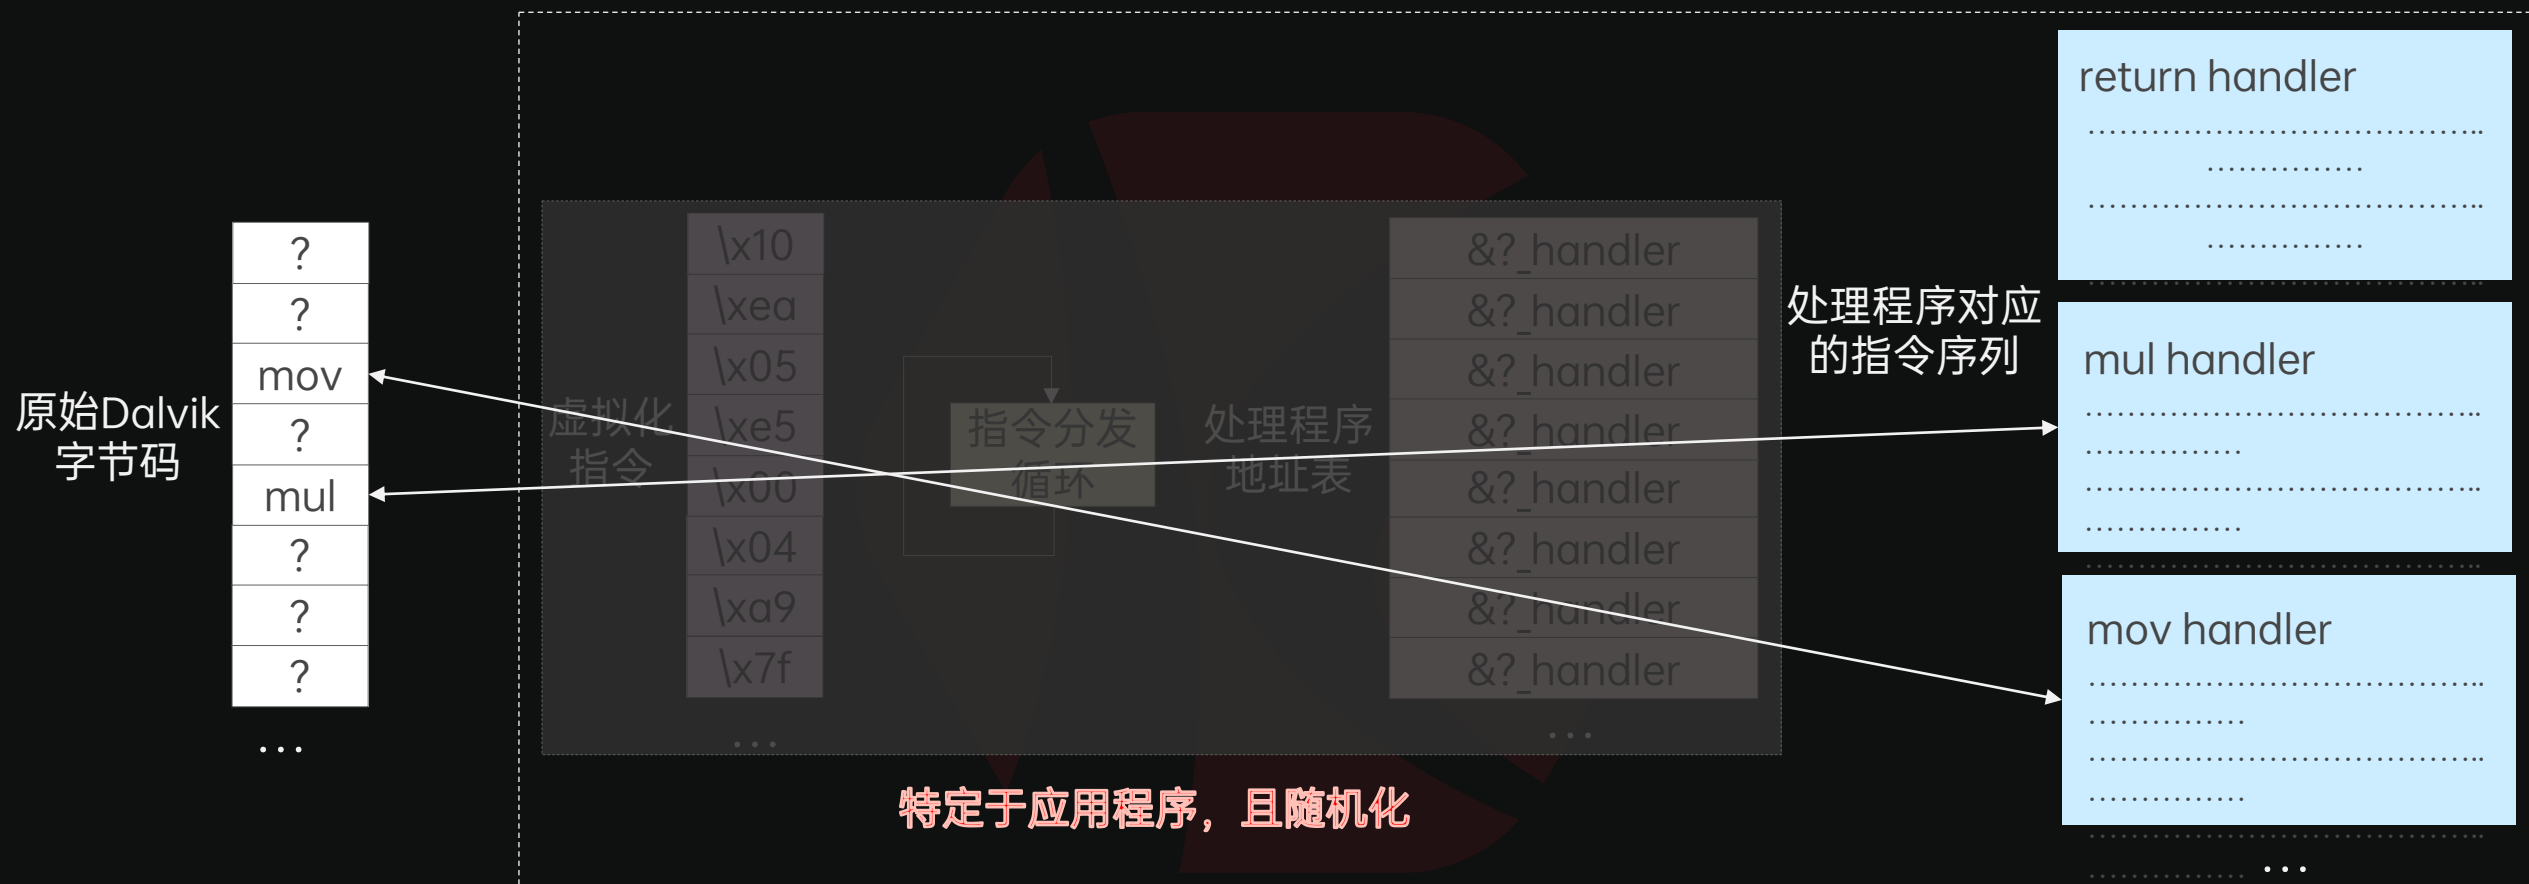 原始Dalvik
字节码
?
?
mov
?
mul
?
?
?
...
虚拟化
指令
\x10
\xea
\x05
\xe5
\x00
\x04
\xa9
\x7f
...
指令分发
循环
处理程序
地址表
&?_handler
&?_handler
&?_handler
&?_handler
&?_handler
&?_handler
&?_handler
&?_handler
...
特定于应用程序，且随机化
处理程序对应
的指令序列
return handler
mul handler
mov handler
...